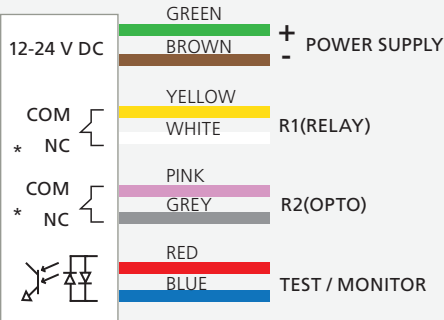 GREEN
12-24 V DC
BROWN
+
-
POWER SUPPLY
YELLOW
COM
WHITE
* NC
R1(RELAY)
PINK
COM
GREY
* NC
R2(OPTO)
RED
BLUE
TEST / MONITOR